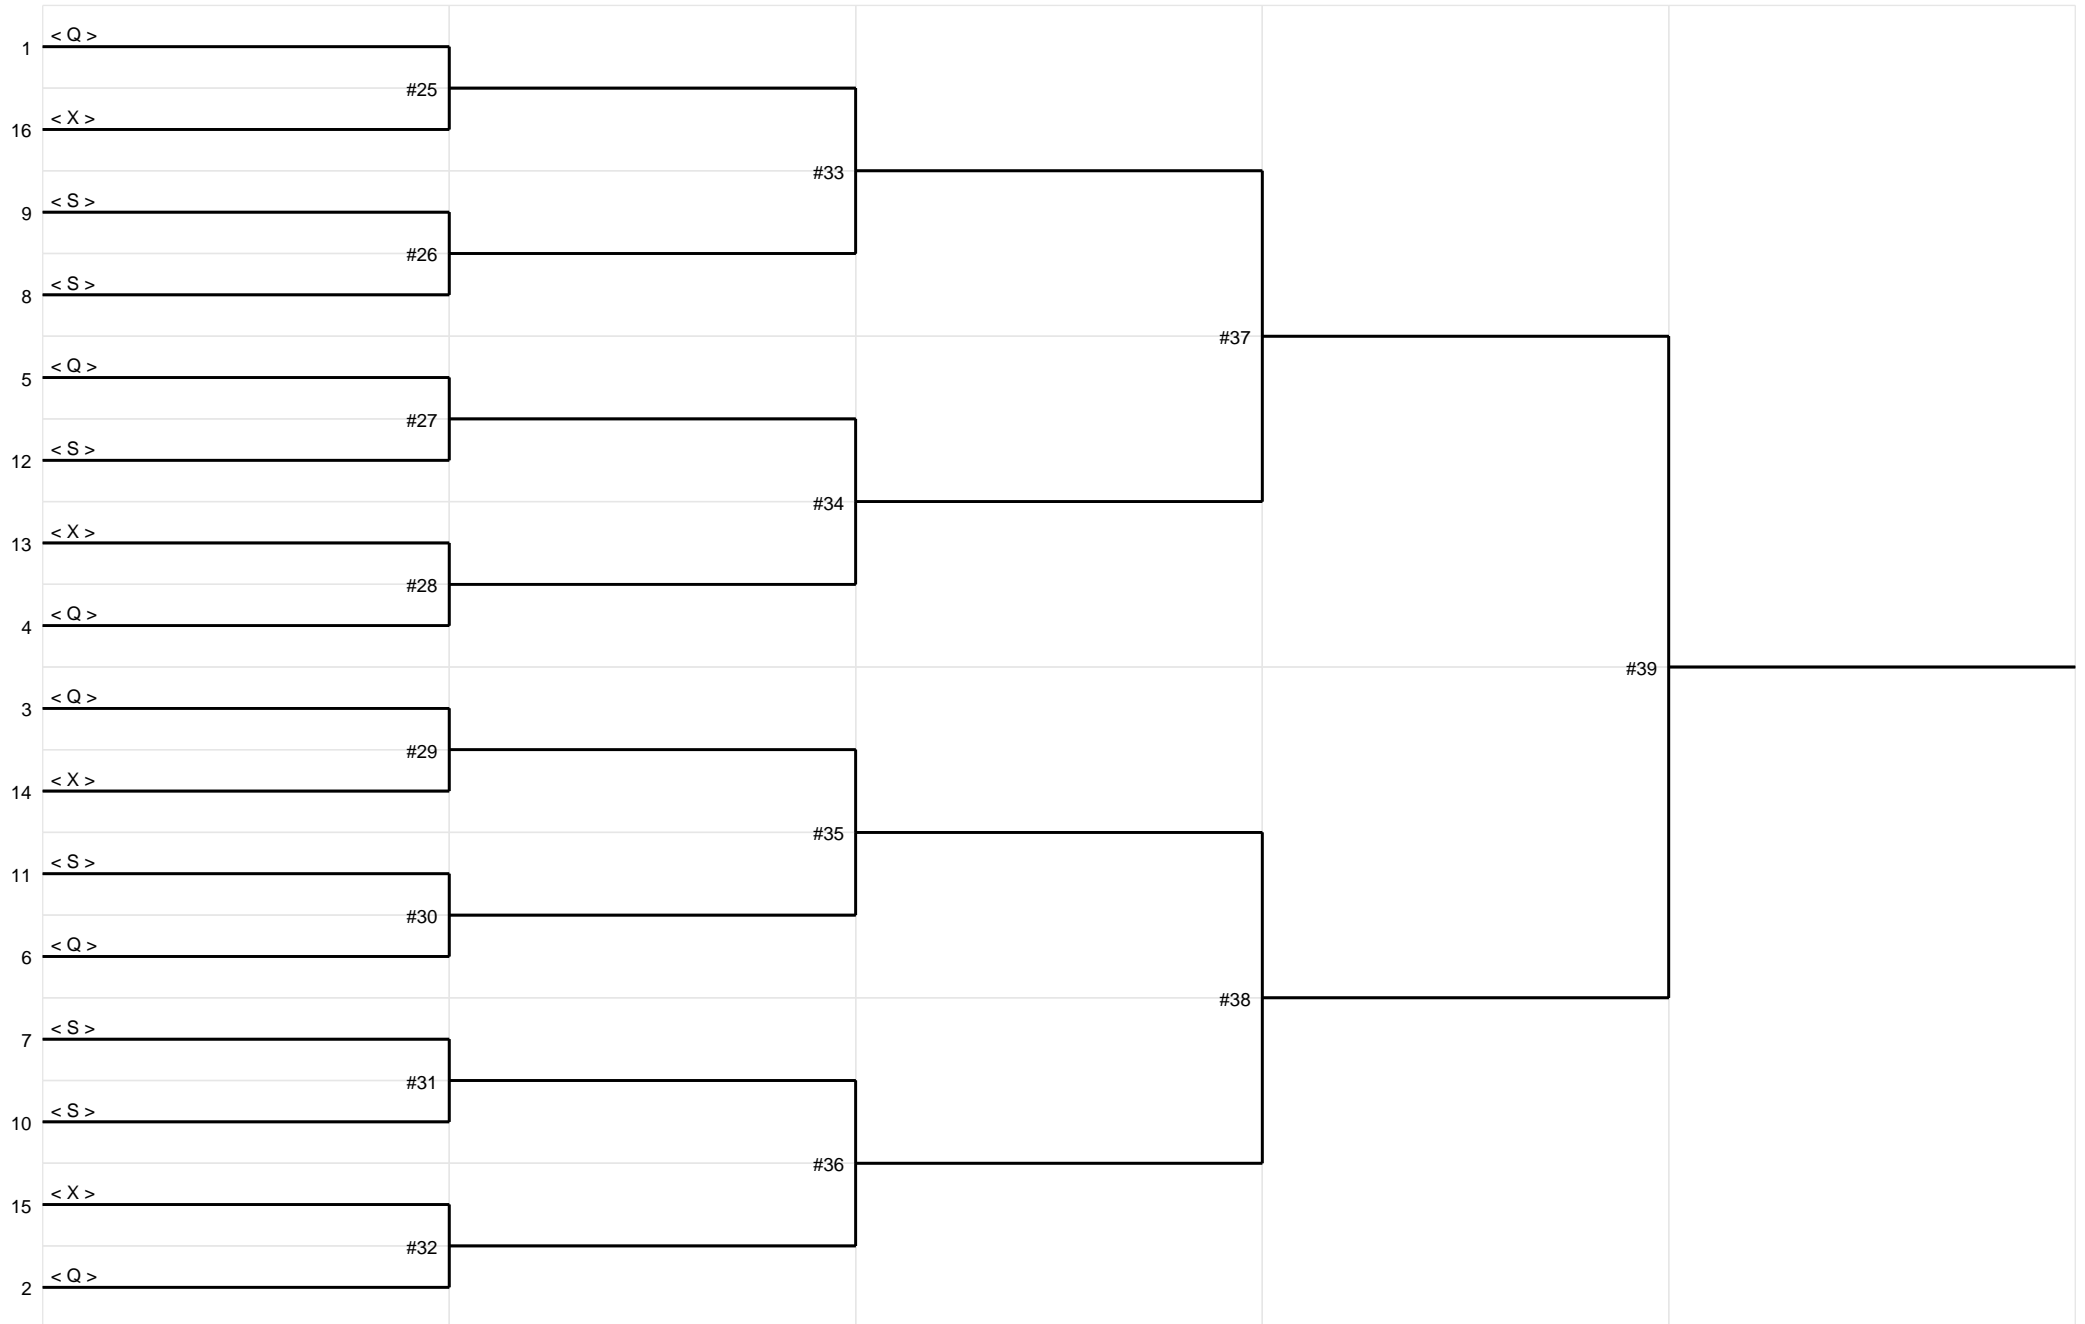 < Q >
1
#25
< X >
16
#33
< S >
9
#26
< S >
8
#37
< Q >
5
#27
< S >
12
#34
< X >
13
#28
< Q >
4
#39
< Q >
3
#29
< X >
14
#35
< S >
11
#30
< Q >
6
#38
< S >
7
#31
< S >
10
#36
< X >
15
#32
< Q >
2